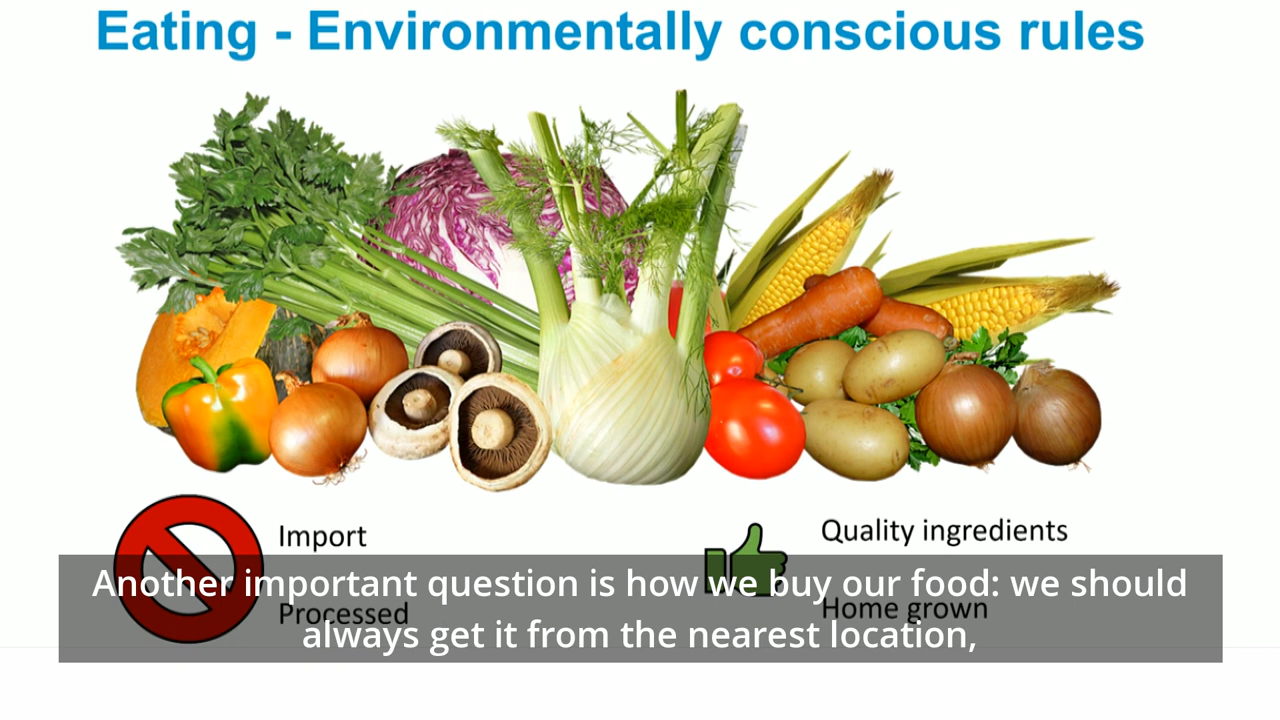 Eating - Environmentally conscious rules
Import
Quality ingredients
Processed
Home grown
Another important question is how we buy our food: we should
always get it from the nearest location,